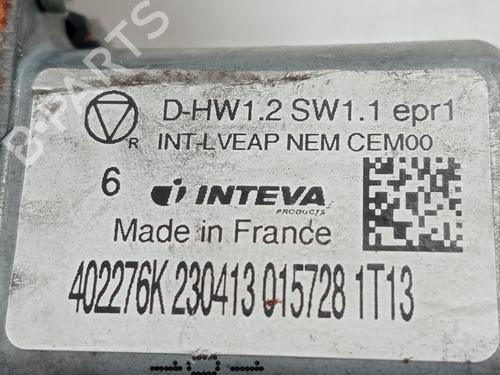 D-HW1.2 SW1.1 epr1
R
INT-LVEAP NEM CEM00
6
INTEVA
PRODUCTS
Made in France
402276K 230413 015728 1T13